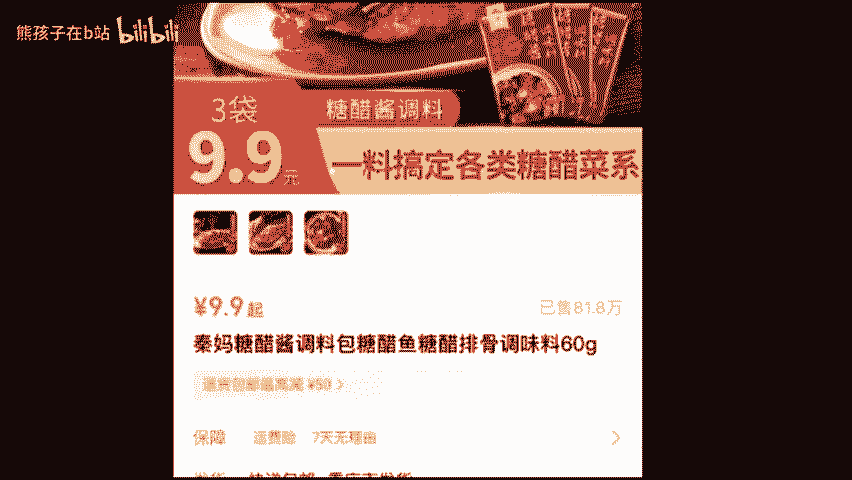 熊孩子在b站 bilibili
3袋
糖醋酱调料
9.9元
一料搞定各类糖醋菜系
¥9.9起
已售81.8万
秦妈糖醋酱调料包糖醋鱼糖醋排骨调味料60g
保障 运费险 7天无理由